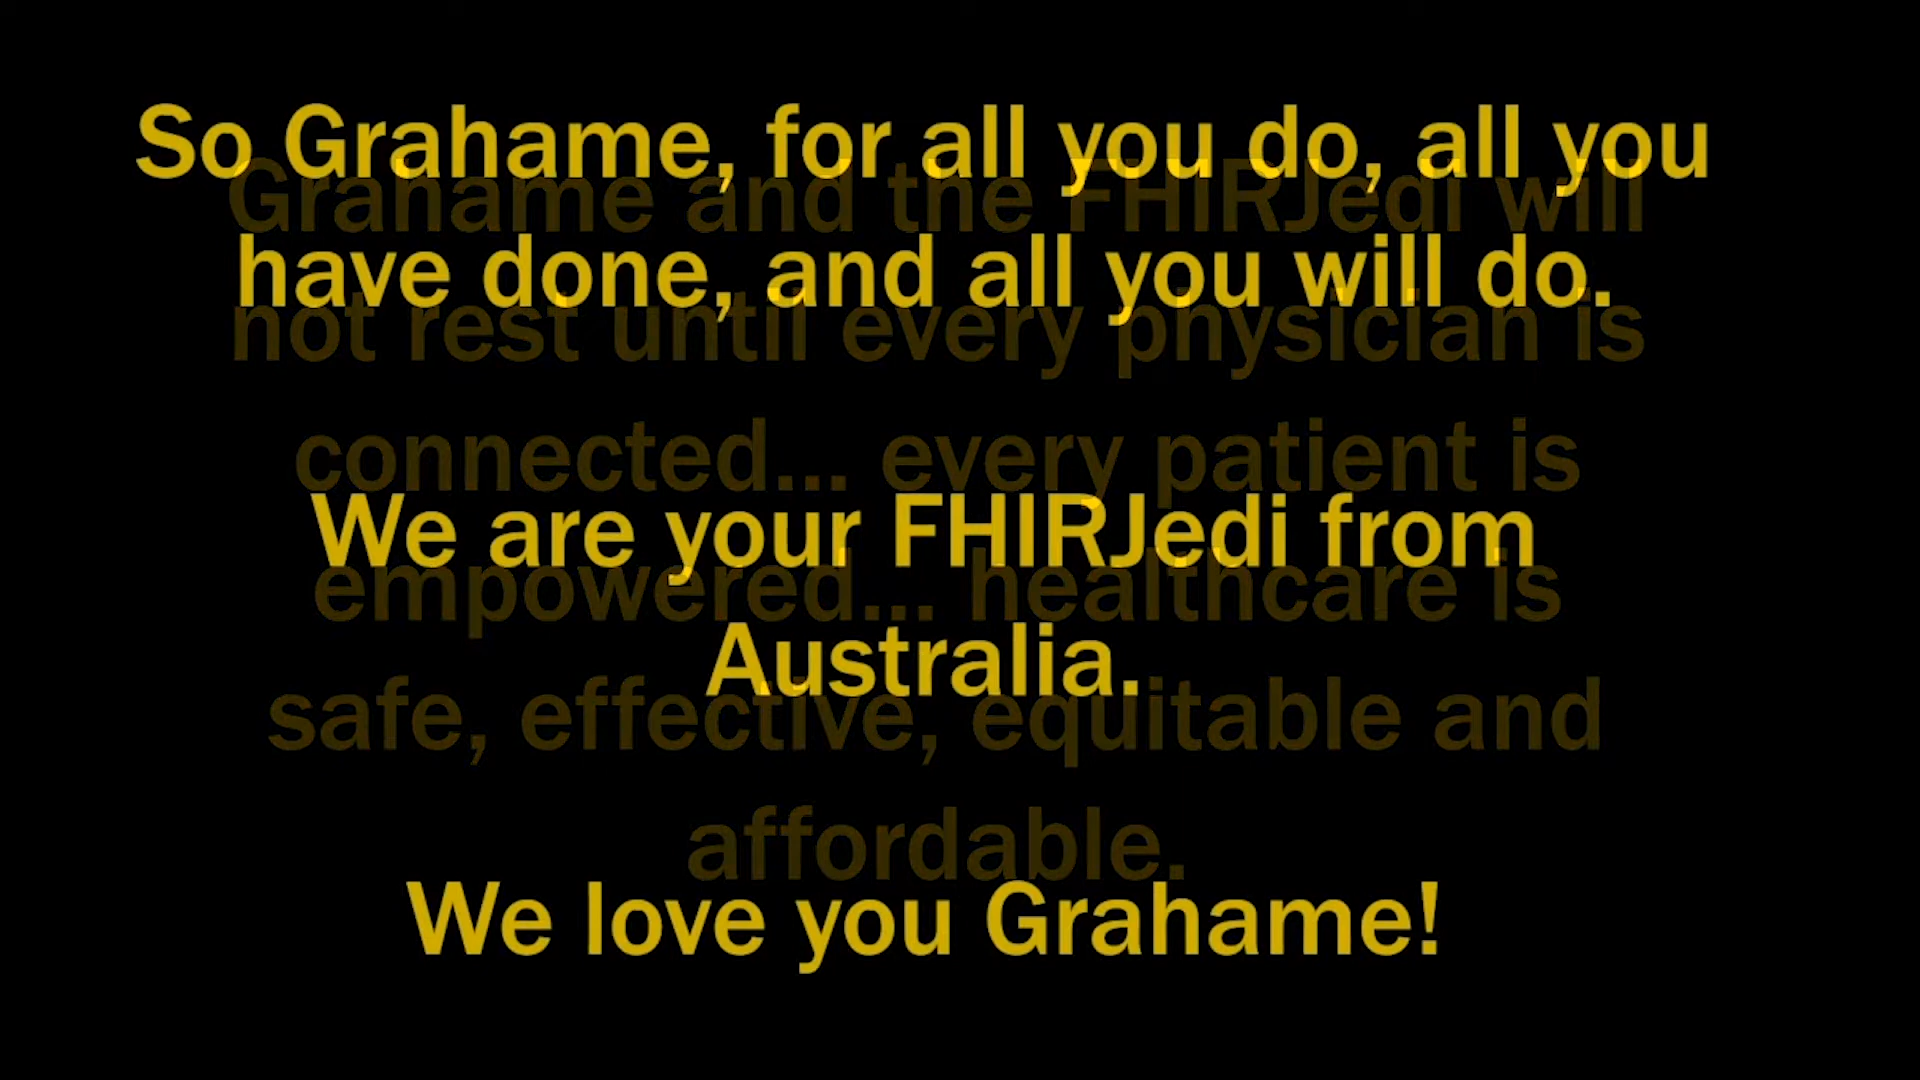 So Grahame, for all you do, all you
have done, and all you will do.
We are your FHIRJedi from
Australia.
We love you Grahame!
Grahame and the FHIRJedi will
not rest until every physician is
connected... every patient is
empowered... healthcare is
safe, effective, equitable and
affordable.